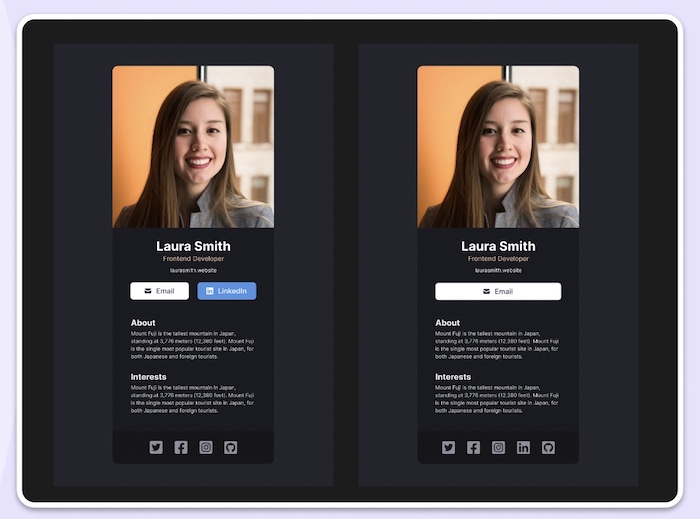 Laura Smith
Frontend Developer
laurasmith.website
Email
LinkedIn
About
Mount Fuji is the tallest mountain in Japan,
standing at 3,776 meters (12,380 feet). Mount Fuji
is the single most popular tourist site in Japan, for
both Japanese and foreign tourists.
Interests
Mount Fuji is the tallest mountain in Japan,
standing at 3,776 meters (12,380 feet). Mount Fuji
is the single most popular tourist site in Japan, for
both Japanese and foreign tourists.
Laura Smith
Frontend Developer
laurasmith.website
Email
About
Mount Fuji is the tallest mountain in Japan,
standing at 3,776 meters (12,380 feet). Mount Fuji
is the single most popular tourist site in Japan, for
both Japanese and foreign tourists.
Interests
Mount Fuji is the tallest mountain in Japan,
standing at 3,776 meters (12,380 feet). Mount Fuji
is the single most popular tourist site in Japan, for
both Japanese and foreign tourists.